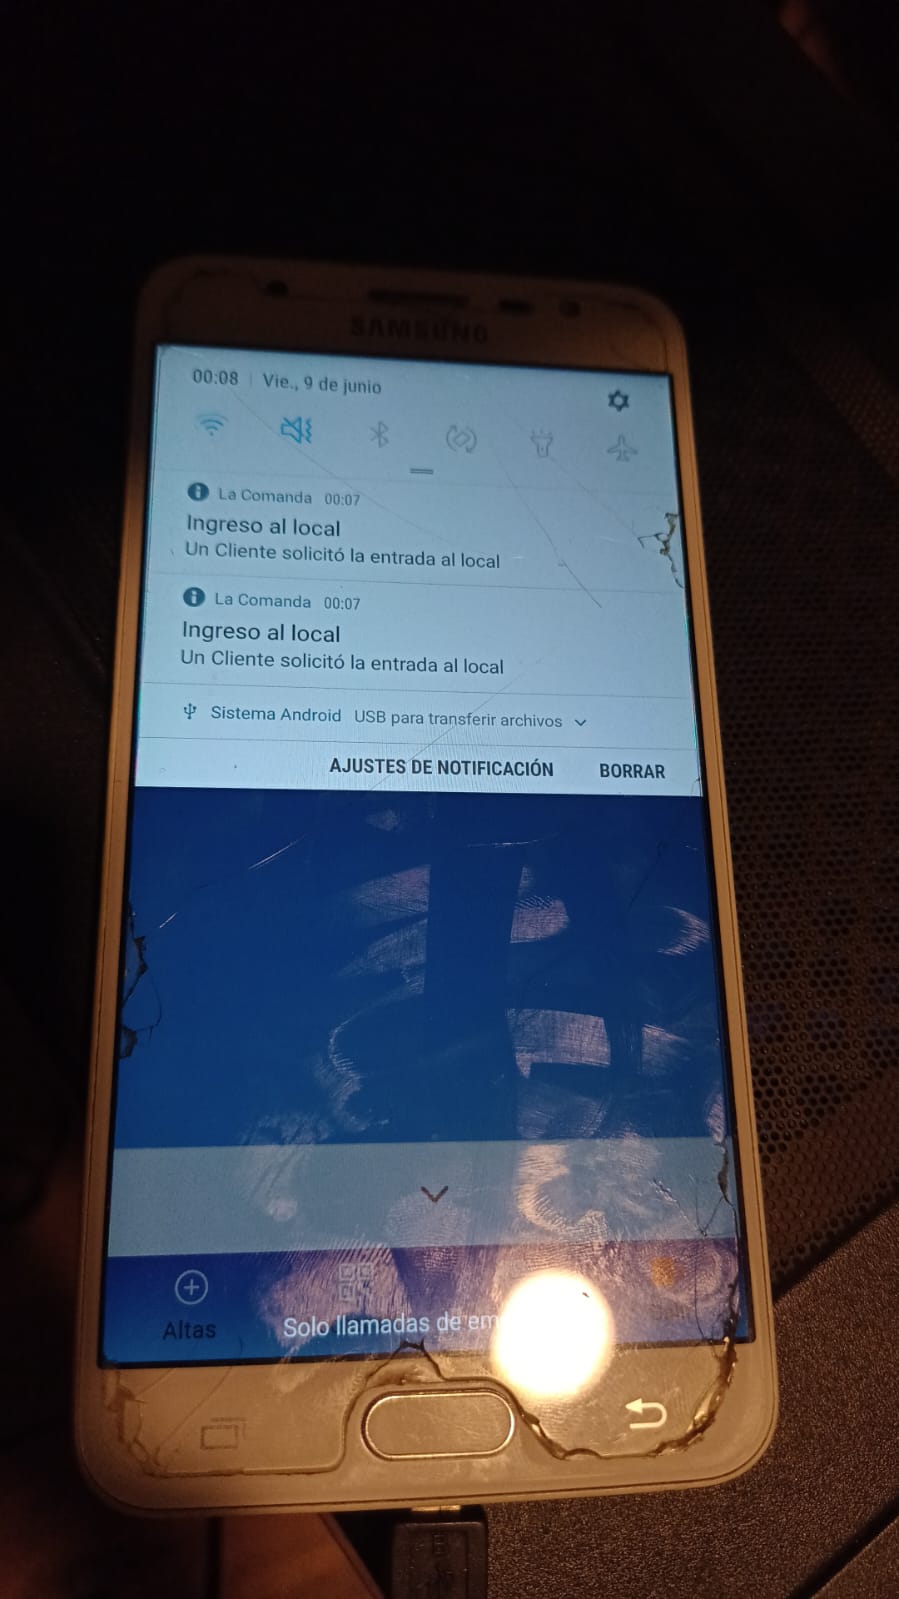 SAMSUNG
00:08 | Vie., 9 de junio
La Comanda 00:07
Ingreso al local
Un Cliente solicitó la entrada al local
La Comanda 00:07
Ingreso al local
Un Cliente solicitó la entrada al local
Sistema Android USB para transferir archivos
AJUSTES DE NOTIFICACIÓN BORRAR
Altas
Solo llamadas de em